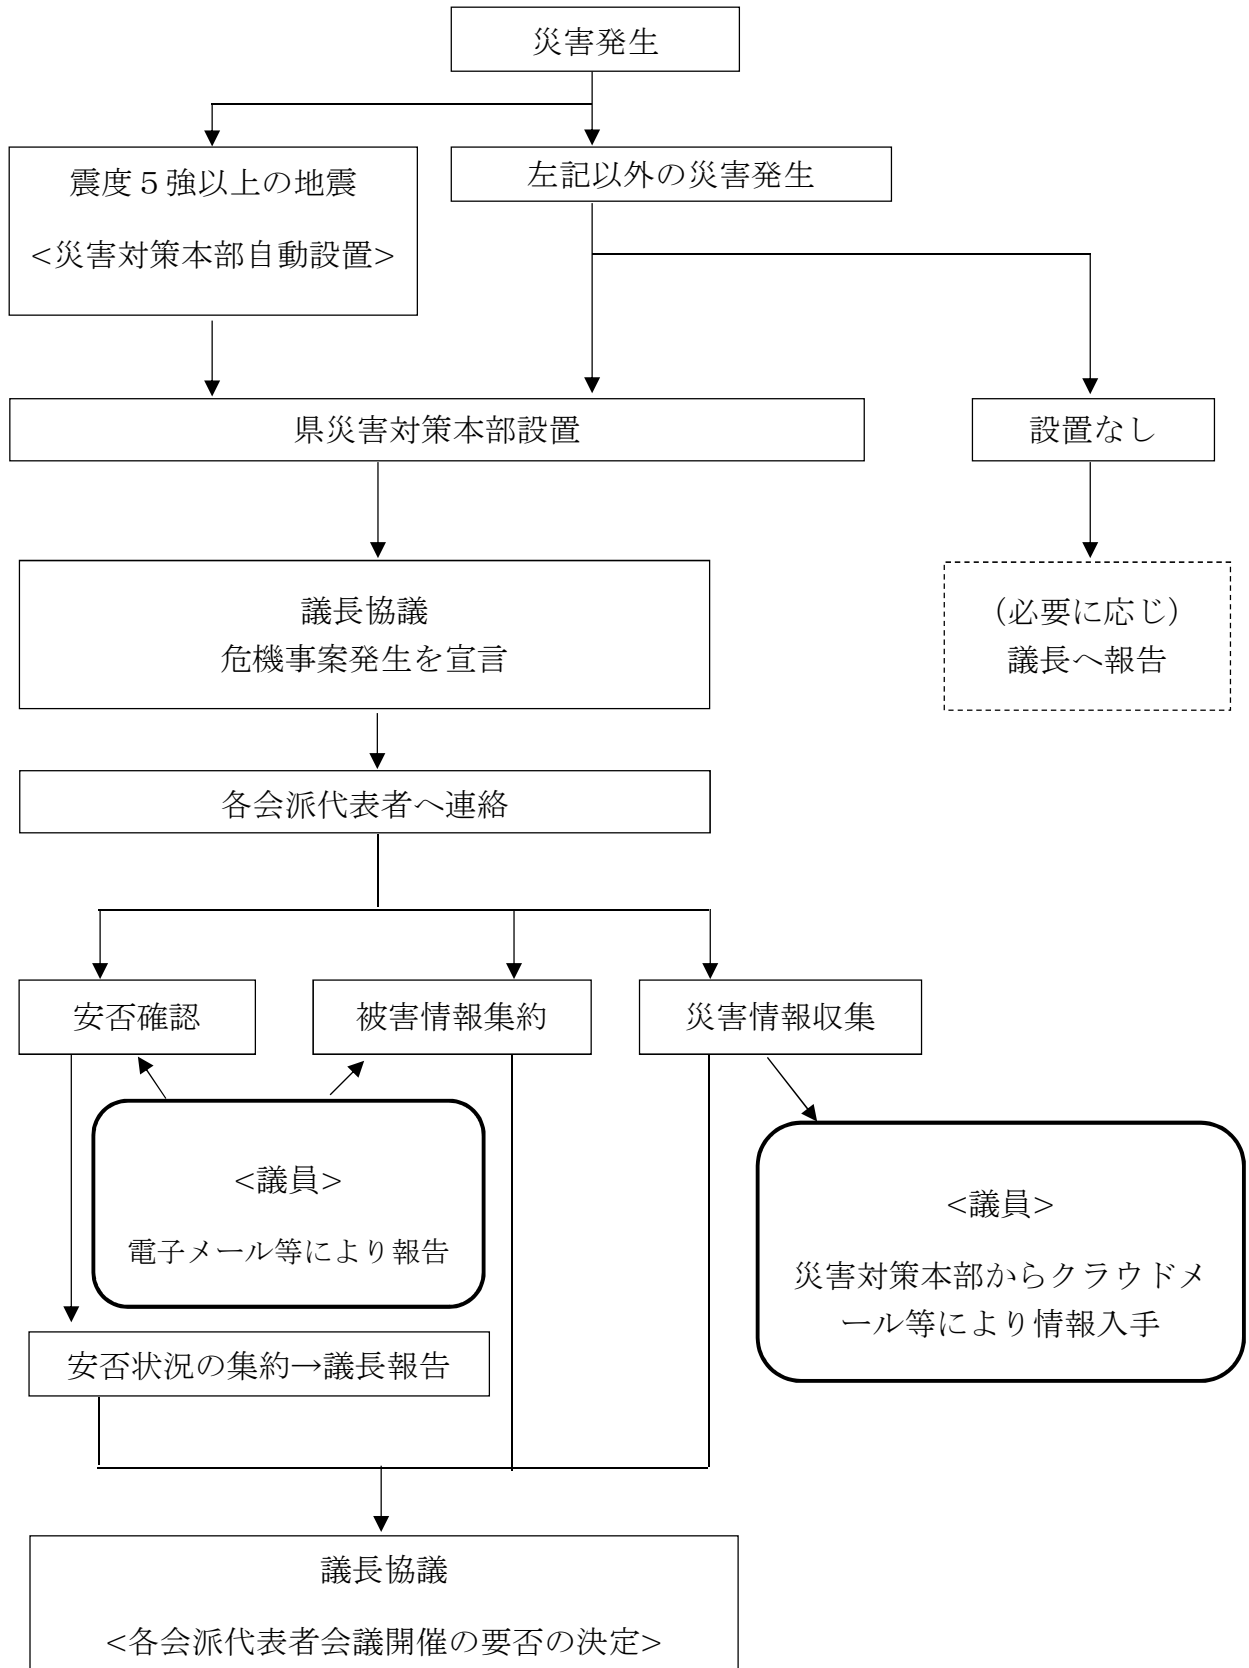 災害発生
震度５強以上の地震
<災害対策本部自動設置>
左記以外の災害発生
県災害対策本部設置
設置なし
議長協議
危機事案発生を宣言
（必要に応じ）
議長へ報告
各会派代表者へ連絡
安否確認
被害情報集約
災害情報収集
<議員>
電子メール等により報告
<議員>
災害対策本部からクラウドメ
ール等により情報入手
安否状況の集約→議長報告
議長協議
<各会派代表者会議開催の要否の決定>